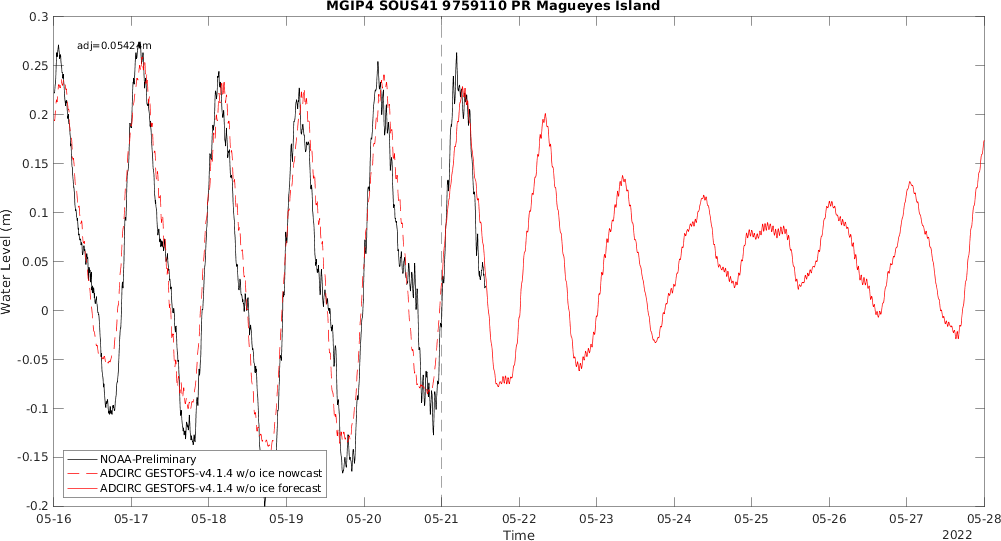 MGIP4 SOUS41 9759110 PR Magueyes Island
adj=0.0542 m
0.3
0.25
0.2
0.15
0.1
0.05
0
-0.05
-0.1
-0.15
-0.2
Water Level (m)
NOAA-Preliminary
ADCIRC GESTOFS-v4.1.4 w/o ice nowcast
ADCIRC GESTOFS-v4.1.4 w/o ice forecast
05-16 05-17 05-18 05-19 05-20 05-21 05-22 05-23 05-24 05-25 05-26 05-27 05-28
Time
2022